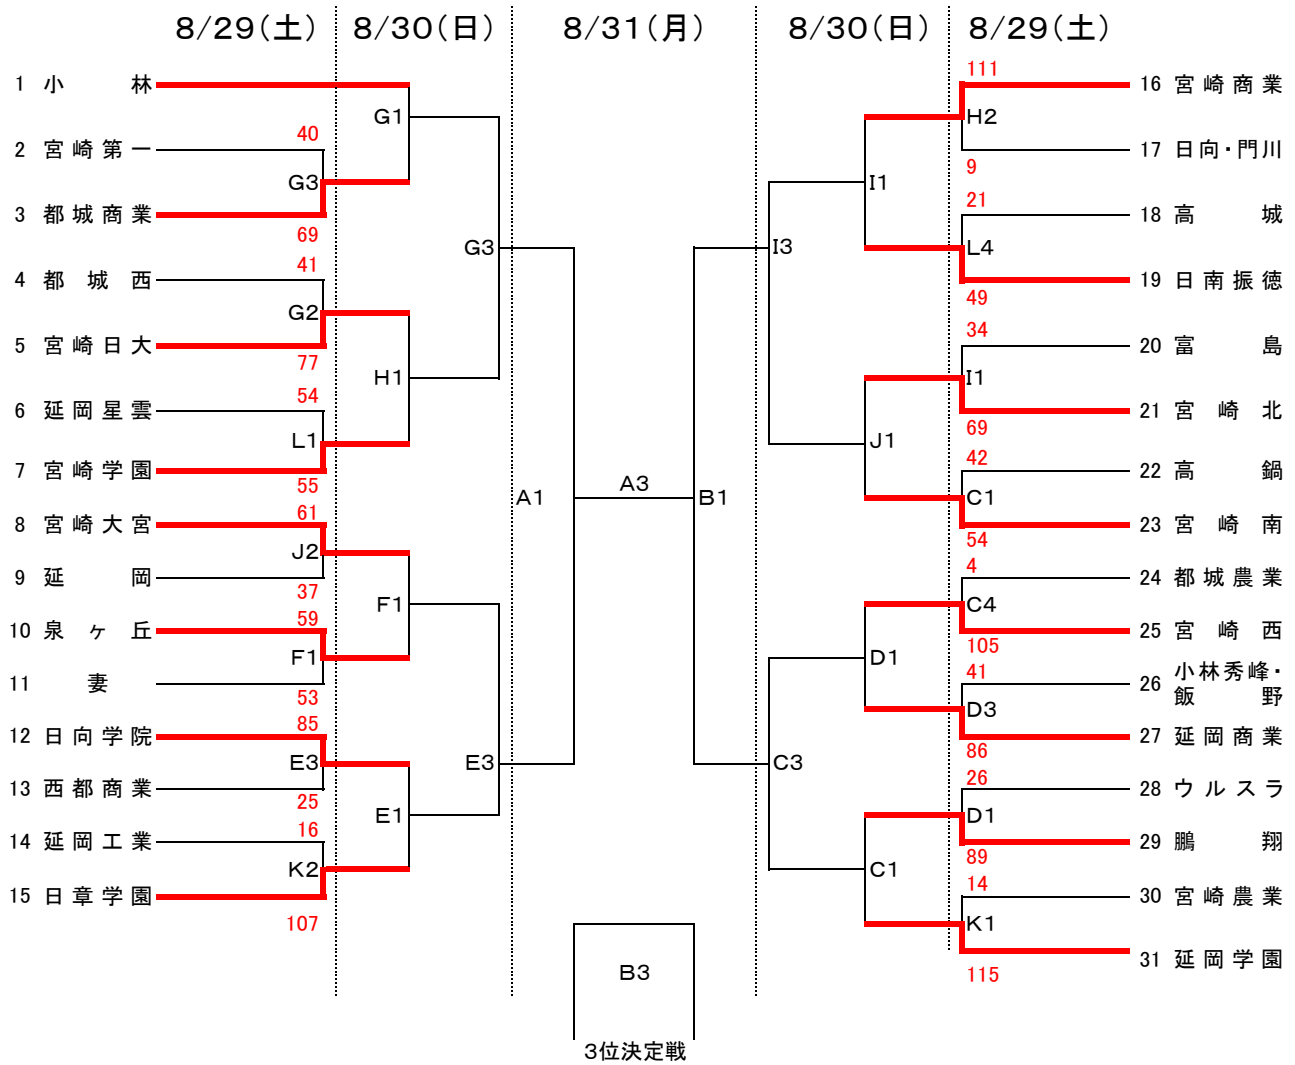 8/29(土) 8/30(日) 8/31(月) 8/30(日) 8/29(土)
1 小林
G1
40
2 宮崎第一
G3
3 都城商業
69
G3
41
4 都城西
G2
5 宮崎日大
77
H1
54
6 延岡星雲
L1
7 宮崎学園
55
A1
61
8 宮崎大宮
J2
9 延岡
37
F1
59
10 泉ヶ丘
F1
11 妻
53
85
12 日向学院
E3
E3
13 西都商業
25
E1
16
14 延岡工業
K2
15 日章学園
107
A3
B3
3位決定戦
111
16 宮崎商業
H2
17 日向・門川
9
I1
21
18 高城
L4
I3
19 日南振徳
49
34
20 富島
I1
21 宮崎北
69
J1
42
22 高鍋
C1
B1
23 宮崎南
54
4
24 都城農業
C4
25 宮崎西
105
D1
41
26 小林秀峰・
飯野
D3
27 延岡商業
86
C3
26
28 ウルスラ
D1
29 鵬翔
89
C1
14
30 宮崎農業
K1
31 延岡学園
115